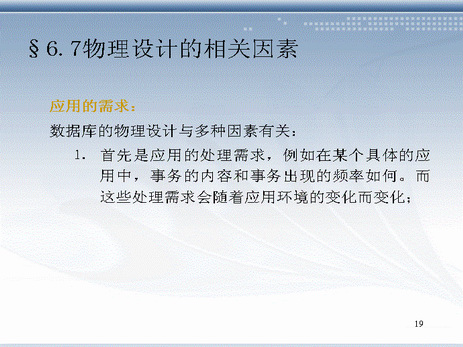 §6.7物理设计的相关因素
应用的需求：
数据库的物理设计与多种因素有关：
1. 首先是应用的处理需求，例如在某个具体的应
用中，事务的内容和事务出现的频率如何。而
这些处理需求会随着应用环境的变化而变化；
19